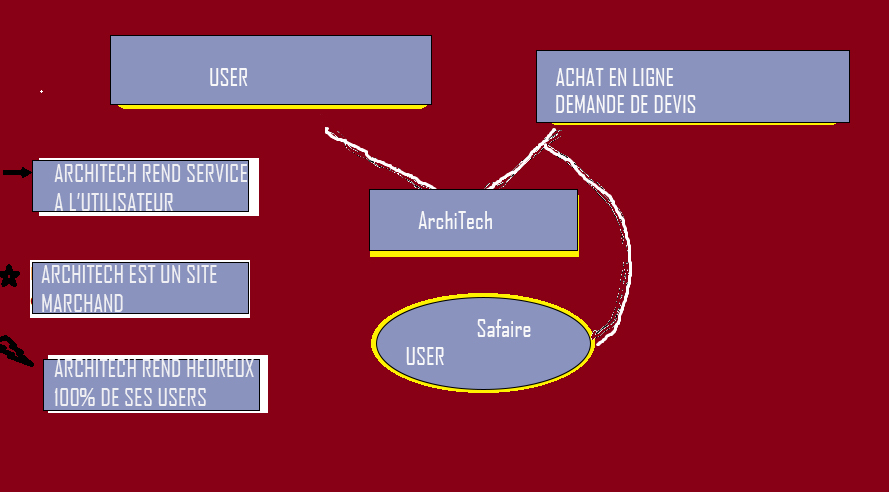 USER
ACHAT EN LIGNE
DEMANDE DE DEVIS
ARCHITECH REND SERVICE
A L'UTILISATEUR
ArchiTech
ARCHITECH EST UN SITE
MARCHAND
Safaire
USER
ARCHITECH REND HEUREUX
100% DE SES USERS